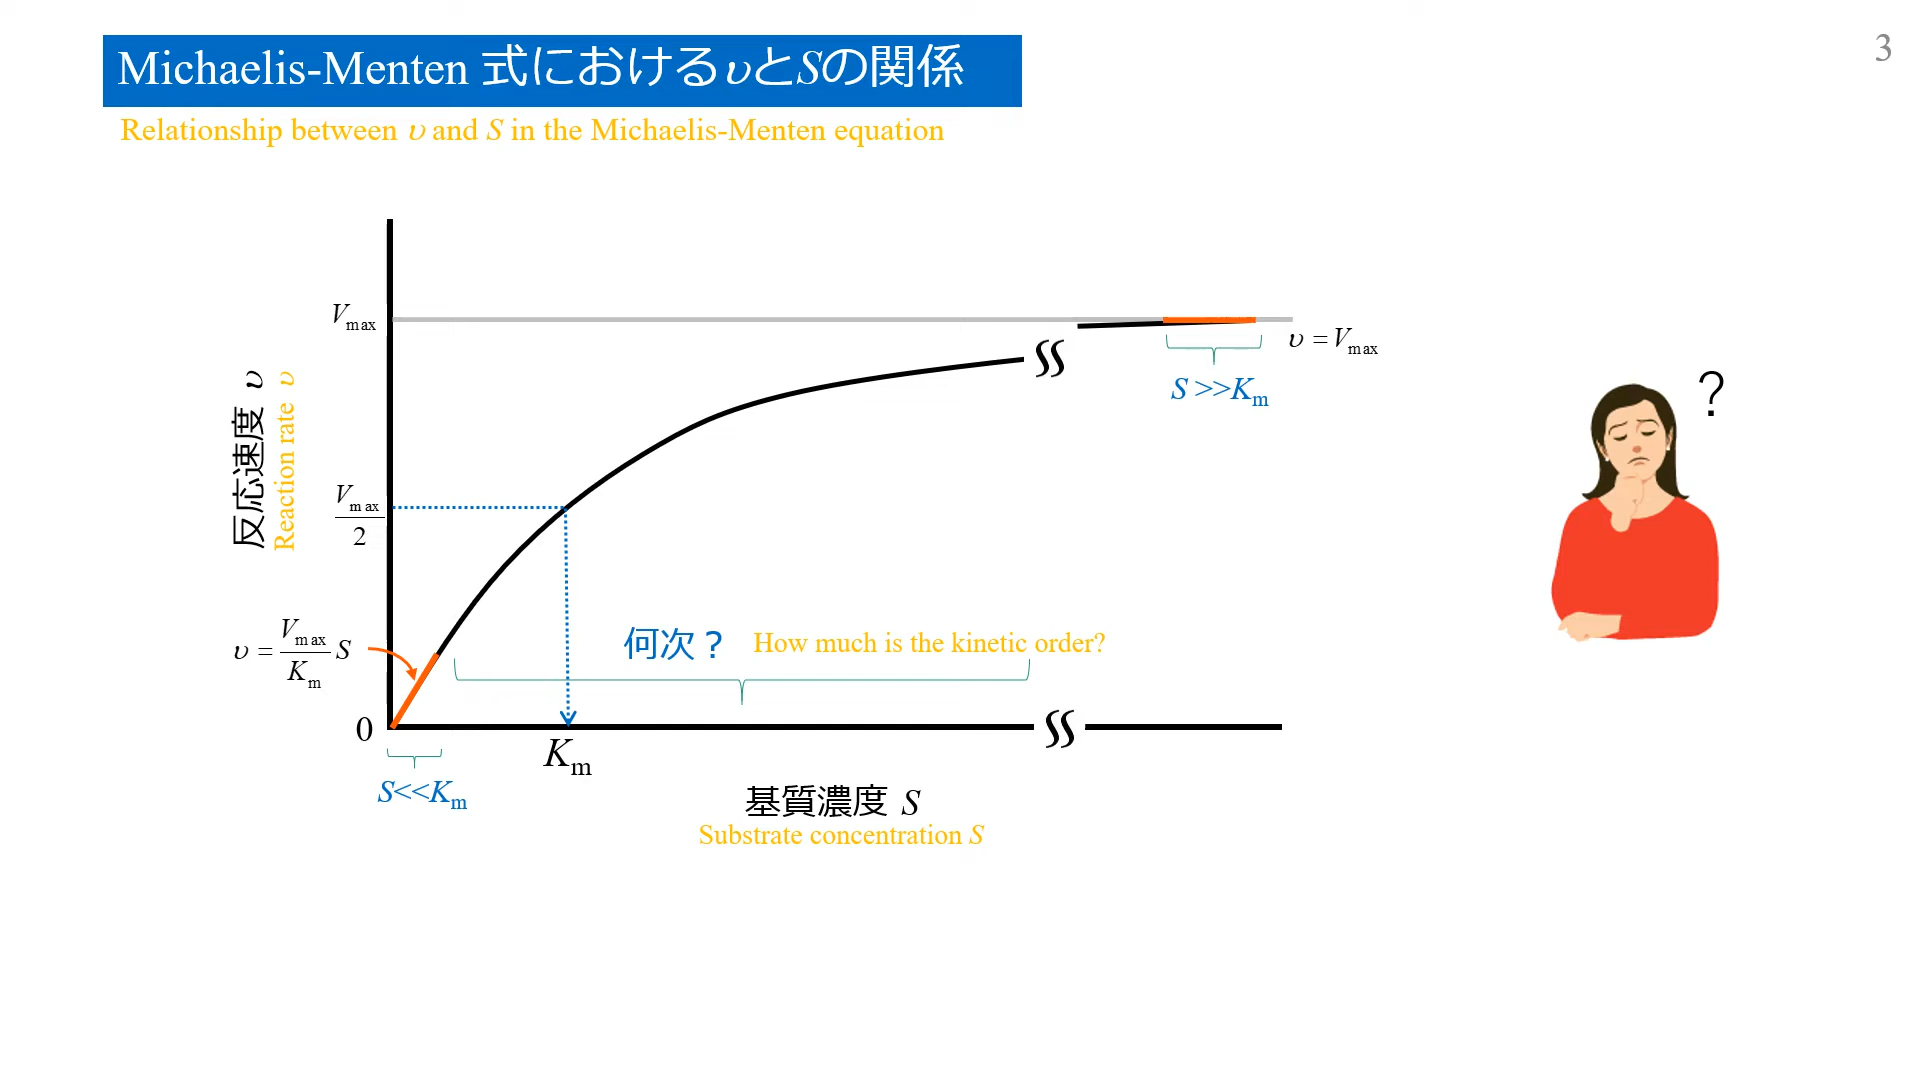 3
Michaelis-Menten 式におけるυとSの関係
Relationship between υ and S in the Michaelis-Menten equation
Vmax
υ = Vmax
S >>Km
?
反応速度 υ
Reaction rate υ
Vmax
2
何次？ How much is the kinetic order?
υ = Vmax/Km S
0
Km
S<<Km
基質濃度 S
Substrate concentration S